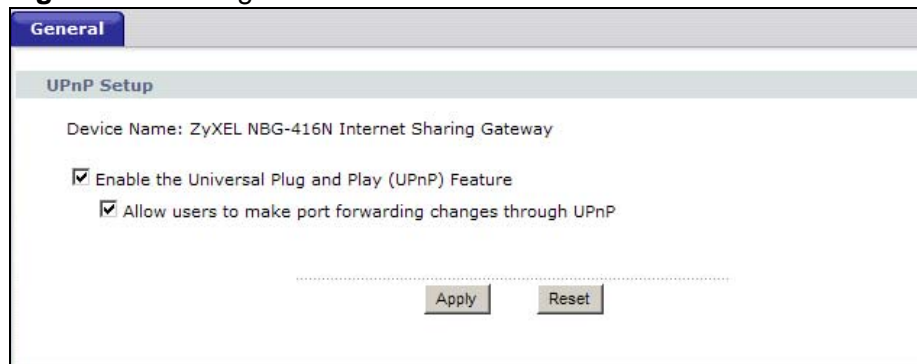 General
UPnP Setup
Device Name: ZyXEL NBG-416N Internet Sharing Gateway
Enable the Universal Plug and Play (UPnP) Feature
Allow users to make port forwarding changes through UPnP
Apply Reset